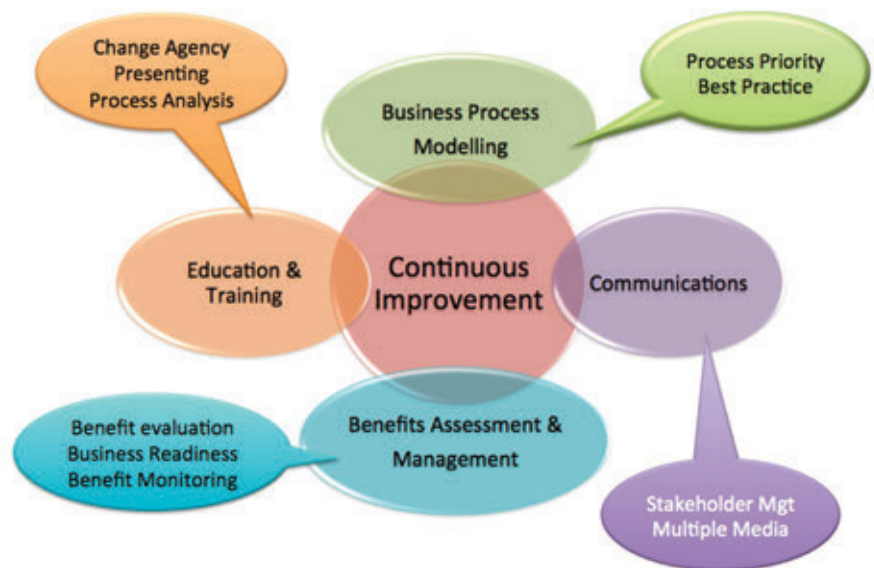 Change Agency
Presenting
Process Analysis
Process Priority
Best Practice
Business Process
Modelling
Education &
Training
Continuous
Improvement
Communications
Benefit evaluation
Business Readiness
Benefit Monitoring
Benefits Assessment &
Management
Stakeholder Mgt
Multiple Media